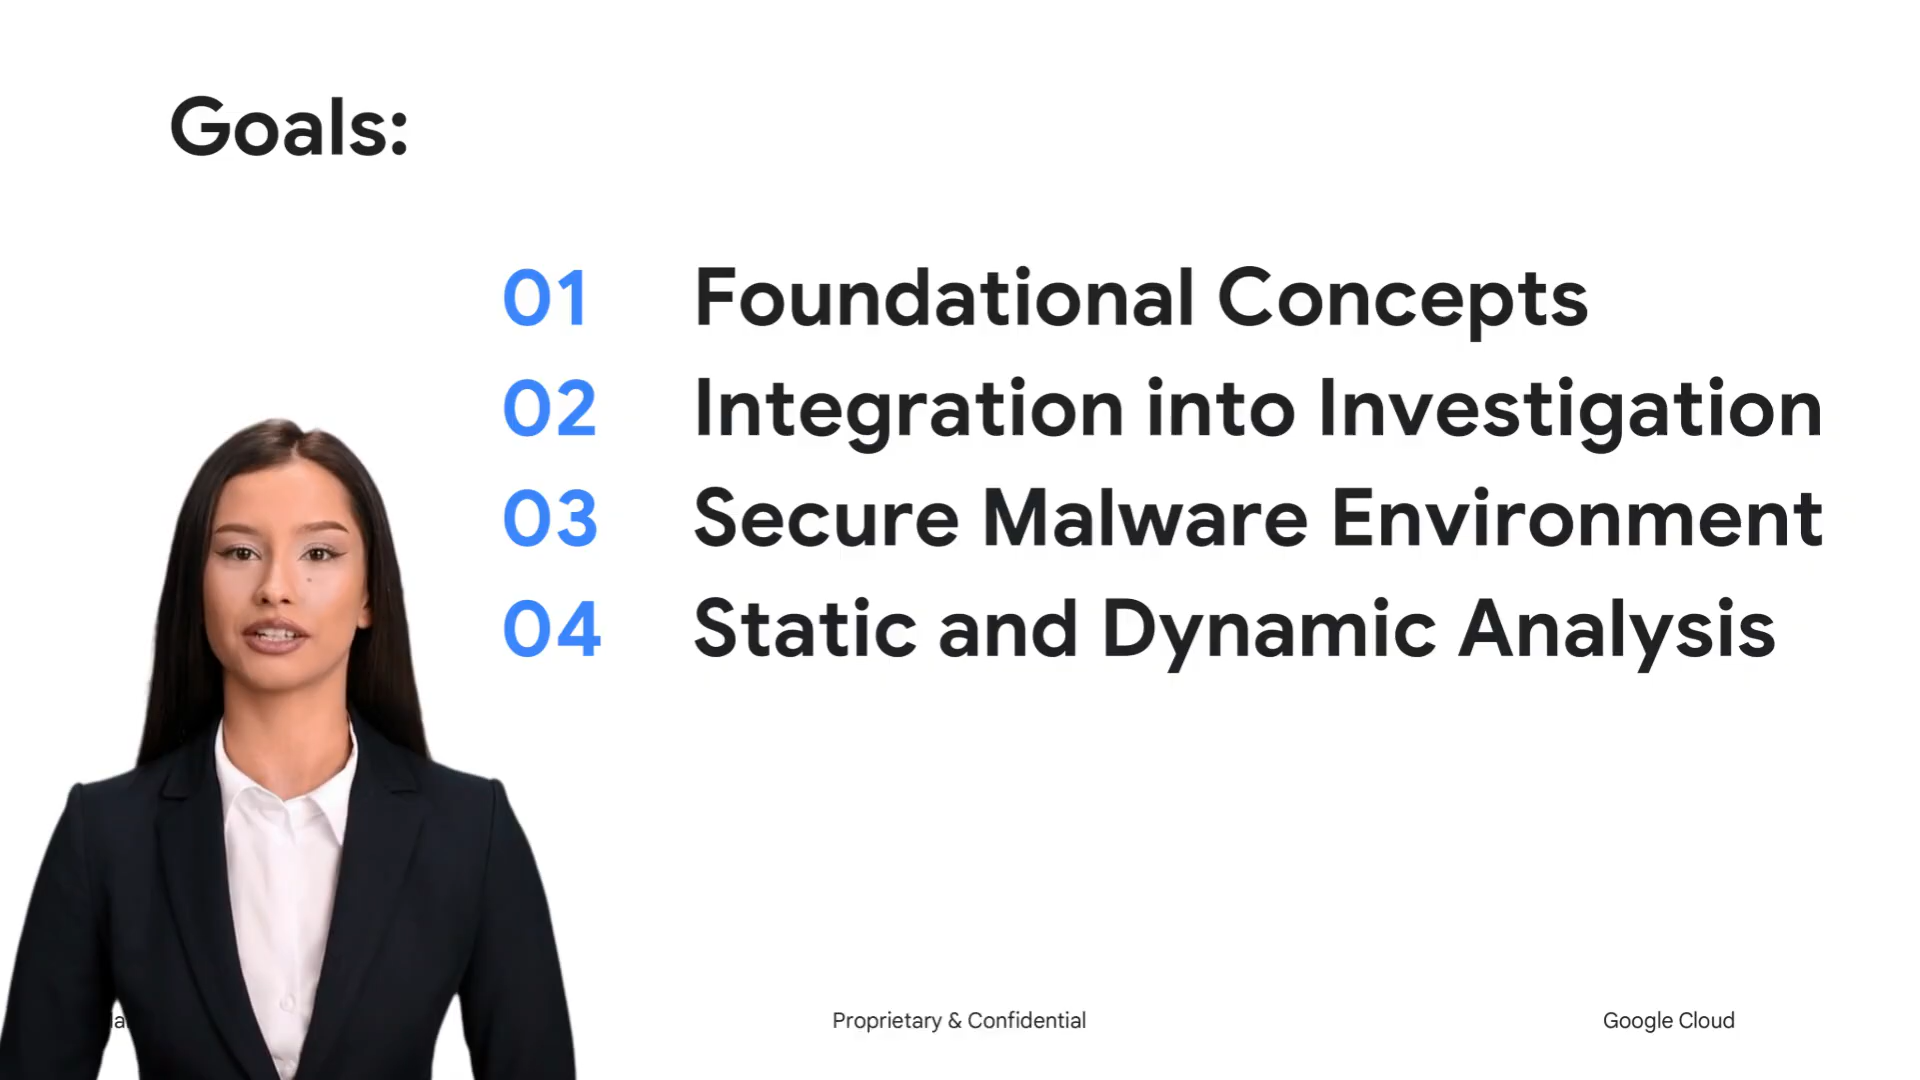 Goals:
01 Foundational Concepts
02 Integration into Investigation
03 Secure Malware Environment
04 Static and Dynamic Analysis
Proprietary & Confidential
Google Cloud